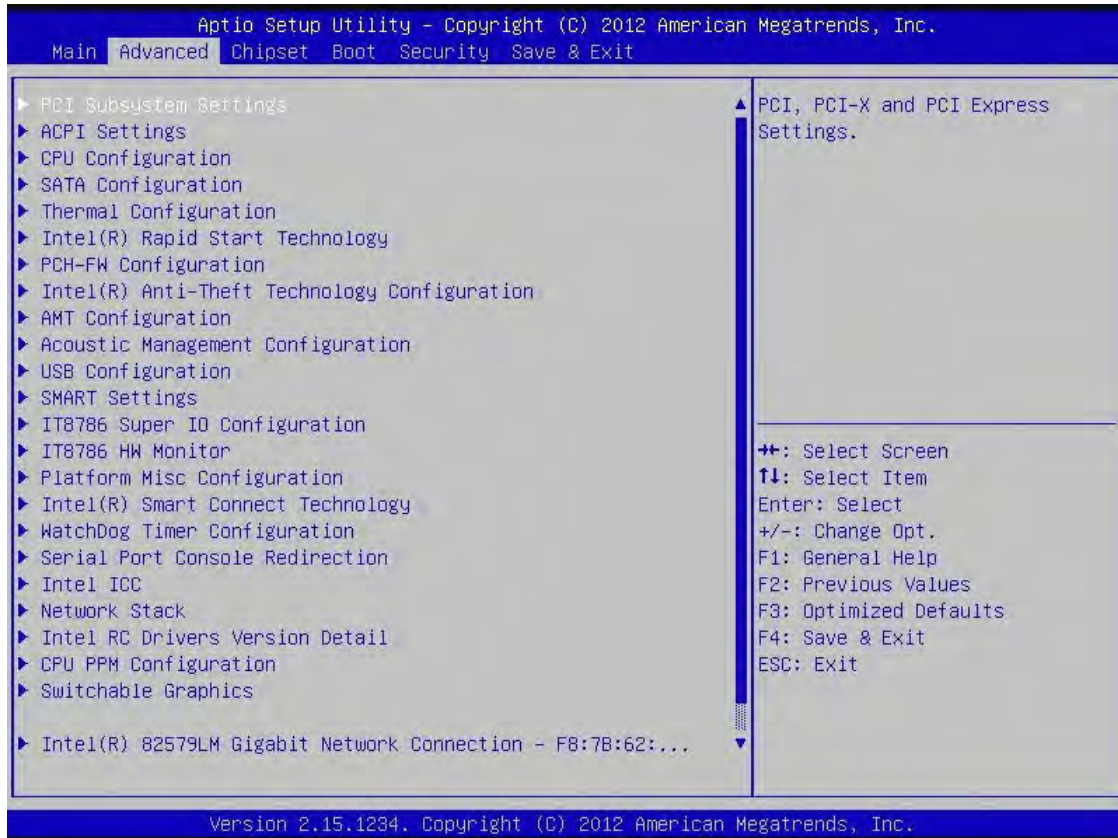 Aptio Setup Utility – Copyright (C) 2012 American Megatrends, Inc.
Main Advanced Chipset Boot Security Save & Exit
▶ PCI Subsystem Settings
▶ ACPI Settings
▶ CPU Configuration
▶ SATA Configuration
▶ Thermal Configuration
▶ Intel(R) Rapid Start Technology
▶ PCH-FW Configuration
▶ Intel(R) Anti-Theft Technology Configuration
▶ AMT Configuration
▶ Acoustic Management Configuration
▶ USB Configuration
▶ SMART Settings
▶ IT8786 Super IO Configuration
▶ IT8786 HW Monitor
▶ Platform Misc Configuration
▶ Intel(R) Smart Connect Technology
▶ WatchDog Timer Configuration
▶ Serial Port Console Redirection
▶ Intel ICC
▶ Network Stack
▶ Intel RC Drivers Version Detail
▶ CPU PPM Configuration
▶ Switchable Graphics
▶ Intel(R) 82579LM Gigabit Network Connection – F8:7B:62:...
PCI, PCI-X and PCI Express
Settings.
→←: Select Screen
↑↓: Select Item
Enter: Select
+/-: Change Opt.
F1: General Help
F2: Previous Values
F3: Optimized Defaults
F4: Save & Exit
ESC: Exit
Version 2.15.1234. Copyright (C) 2012 American Megatrends, Inc.